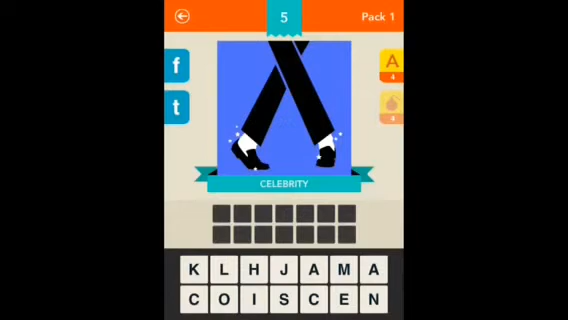 5
Pack 1
f
t
A
4
4
CELEBRITY
K L H J A M A
C O I S C E N